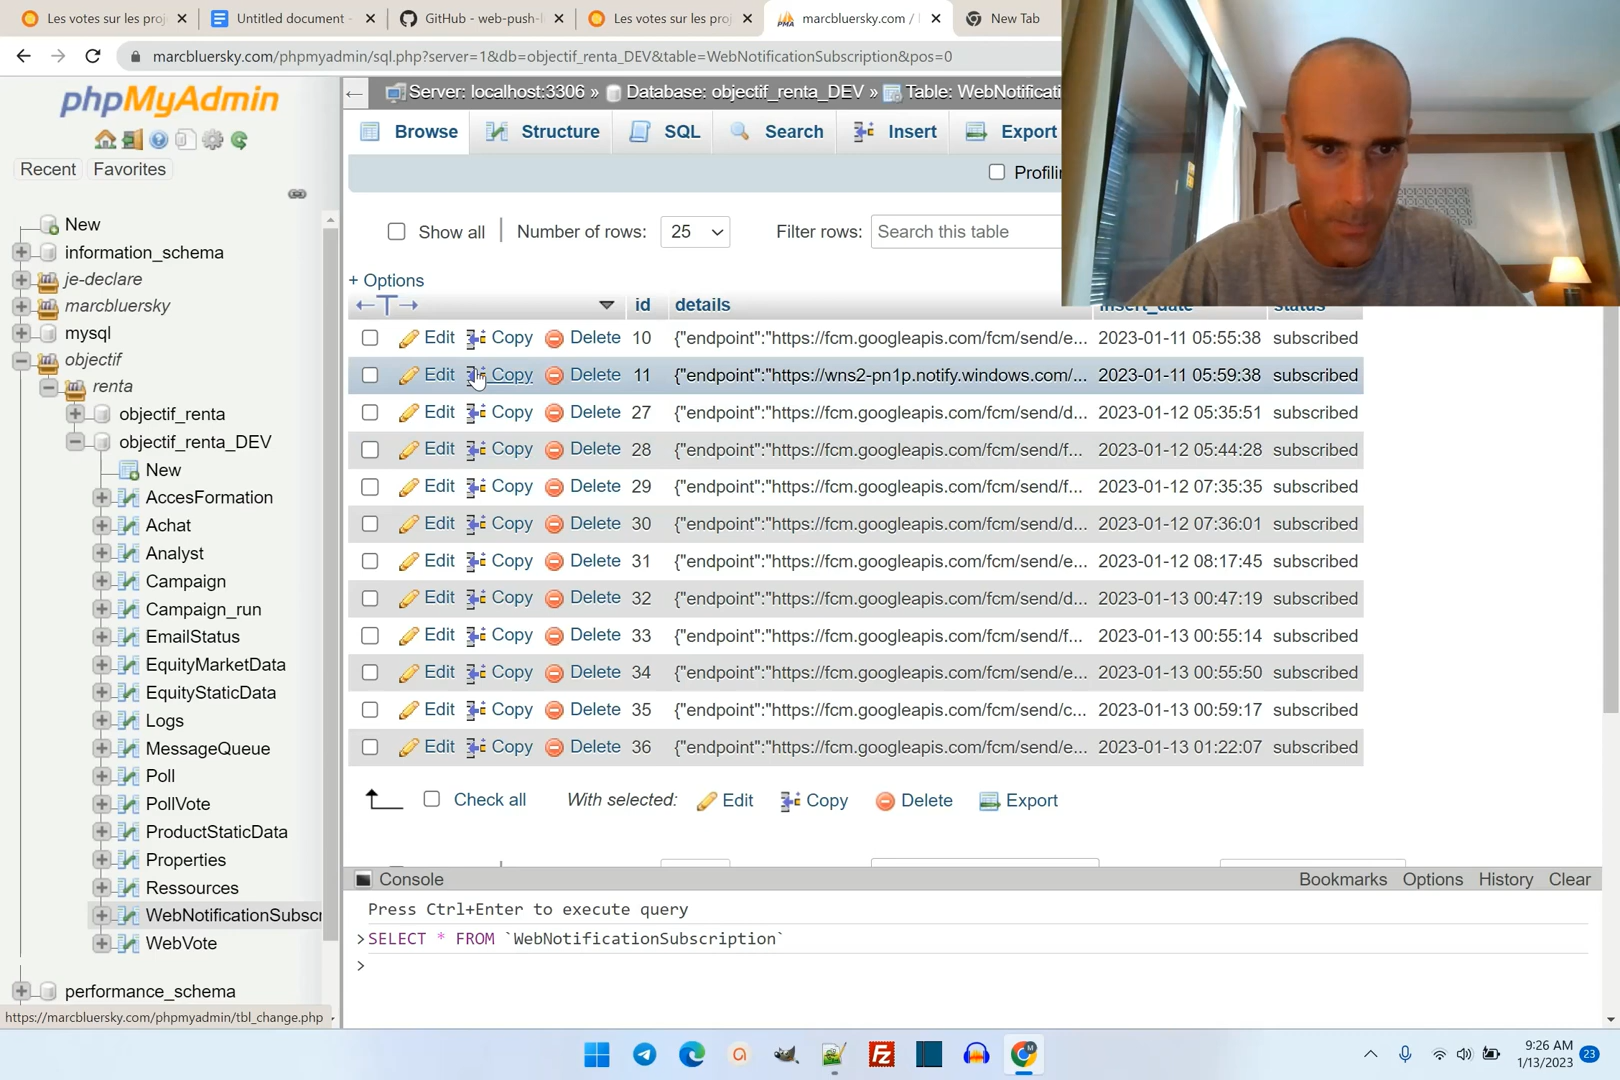 Les votes sur les proj
Untitled document -
GitHub - web-push-l
Les votes sur les proj
marcbluersky.com /
New Tab
marcbluersky.com/phpmyadmin/sql.php?server=1&db=objectif_renta_DEV&table=WebNotificationSubscription&pos=0
phpMyAdmin
Recent Favorites
New
information_schema
je-declare
marcbluersky
mysql
objectif
renta
objectif_renta
objectif_renta_DEV
New
AccesFormation
Achat
Analyst
Campaign
Campaign_run
EmailStatus
EquityMarketData
EquityStaticData
Logs
MessageQueue
Poll
PollVote
ProductStaticData
Properties
Ressources
WebNotificationSubscr
WebVote
performance_schema
https://marcbluersky.com/phpmyadmin/tbl_change.php
Server: localhost:3306 » Database: objectif_renta_DEV » Table: WebNotificati
Browse Structure SQL Search Insert Export
Profilin
Show all Number of rows: 25 Filter rows: Search this table
+ Options
id details insert_date status
Edit Copy Delete 10 {"endpoint":"https://fcm.googleapis.com/fcm/send/e... 2023-01-11 05:55:38 subscribed
Edit Copy Delete 11 {"endpoint":"https://wns2-pn1p.notify.windows.com/... 2023-01-11 05:59:38 subscribed
Edit Copy Delete 27 {"endpoint":"https://fcm.googleapis.com/fcm/send/d... 2023-01-12 05:35:51 subscribed
Edit Copy Delete 28 {"endpoint":"https://fcm.googleapis.com/fcm/send/f... 2023-01-12 05:44:28 subscribed
Edit Copy Delete 29 {"endpoint":"https://fcm.googleapis.com/fcm/send/f... 2023-01-12 07:35:35 subscribed
Edit Copy Delete 30 {"endpoint":"https://fcm.googleapis.com/fcm/send/d... 2023-01-12 07:36:01 subscribed
Edit Copy Delete 31 {"endpoint":"https://fcm.googleapis.com/fcm/send/e... 2023-01-12 08:17:45 subscribed
Edit Copy Delete 32 {"endpoint":"https://fcm.googleapis.com/fcm/send/d... 2023-01-13 00:47:19 subscribed
Edit Copy Delete 33 {"endpoint":"https://fcm.googleapis.com/fcm/send/f... 2023-01-13 00:55:14 subscribed
Edit Copy Delete 34 {"endpoint":"https://fcm.googleapis.com/fcm/send/e... 2023-01-13 00:55:50 subscribed
Edit Copy Delete 35 {"endpoint":"https://fcm.googleapis.com/fcm/send/c... 2023-01-13 00:59:17 subscribed
Edit Copy Delete 36 {"endpoint":"https://fcm.googleapis.com/fcm/send/e... 2023-01-13 01:22:07 subscribed
Check all With selected: Edit Copy Delete Export
Console Bookmarks Options History Clear
Press Ctrl+Enter to execute query
>SELECT * FROM `WebNotificationSubscription`
>
9:26 AM
1/13/2023 23